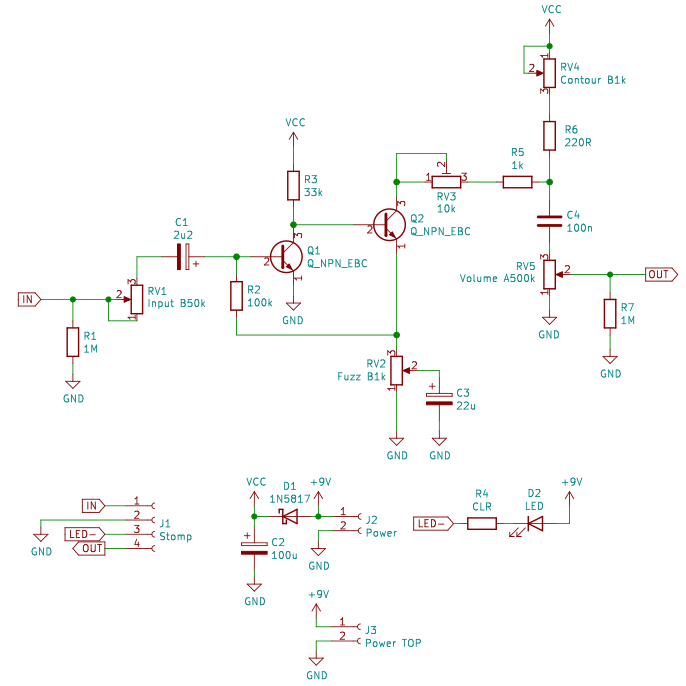 VCC
1
2
RV4
Contour B1k
3
R6
220R
VCC
R3
33k
2
1
3
RV3
10k
R5
1k
C1
2u2
+
3
2
1
Q1
Q_NPN_EBC
3
2
1
Q2
Q_NPN_EBC
C4
100n
RV5
Volume A500k
3
2
1
OUT
R7
1M
GND
GND
IN
R1
1M
GND
3
2
1
RV1
Input B50k
R2
100k
GND
RV2
Fuzz B1k
3
2
1
+
C3
22u
GND
GND
IN
1
2
LED-
3
OUT
4
J1
Stomp
GND
VCC
D1
1N5817
+9V
1
2
J2
Power
+
C2
100u
GND
GND
LED-
R4
CLR
D2
LED
+9V
+9V
1
2
J3
Power TOP
GND